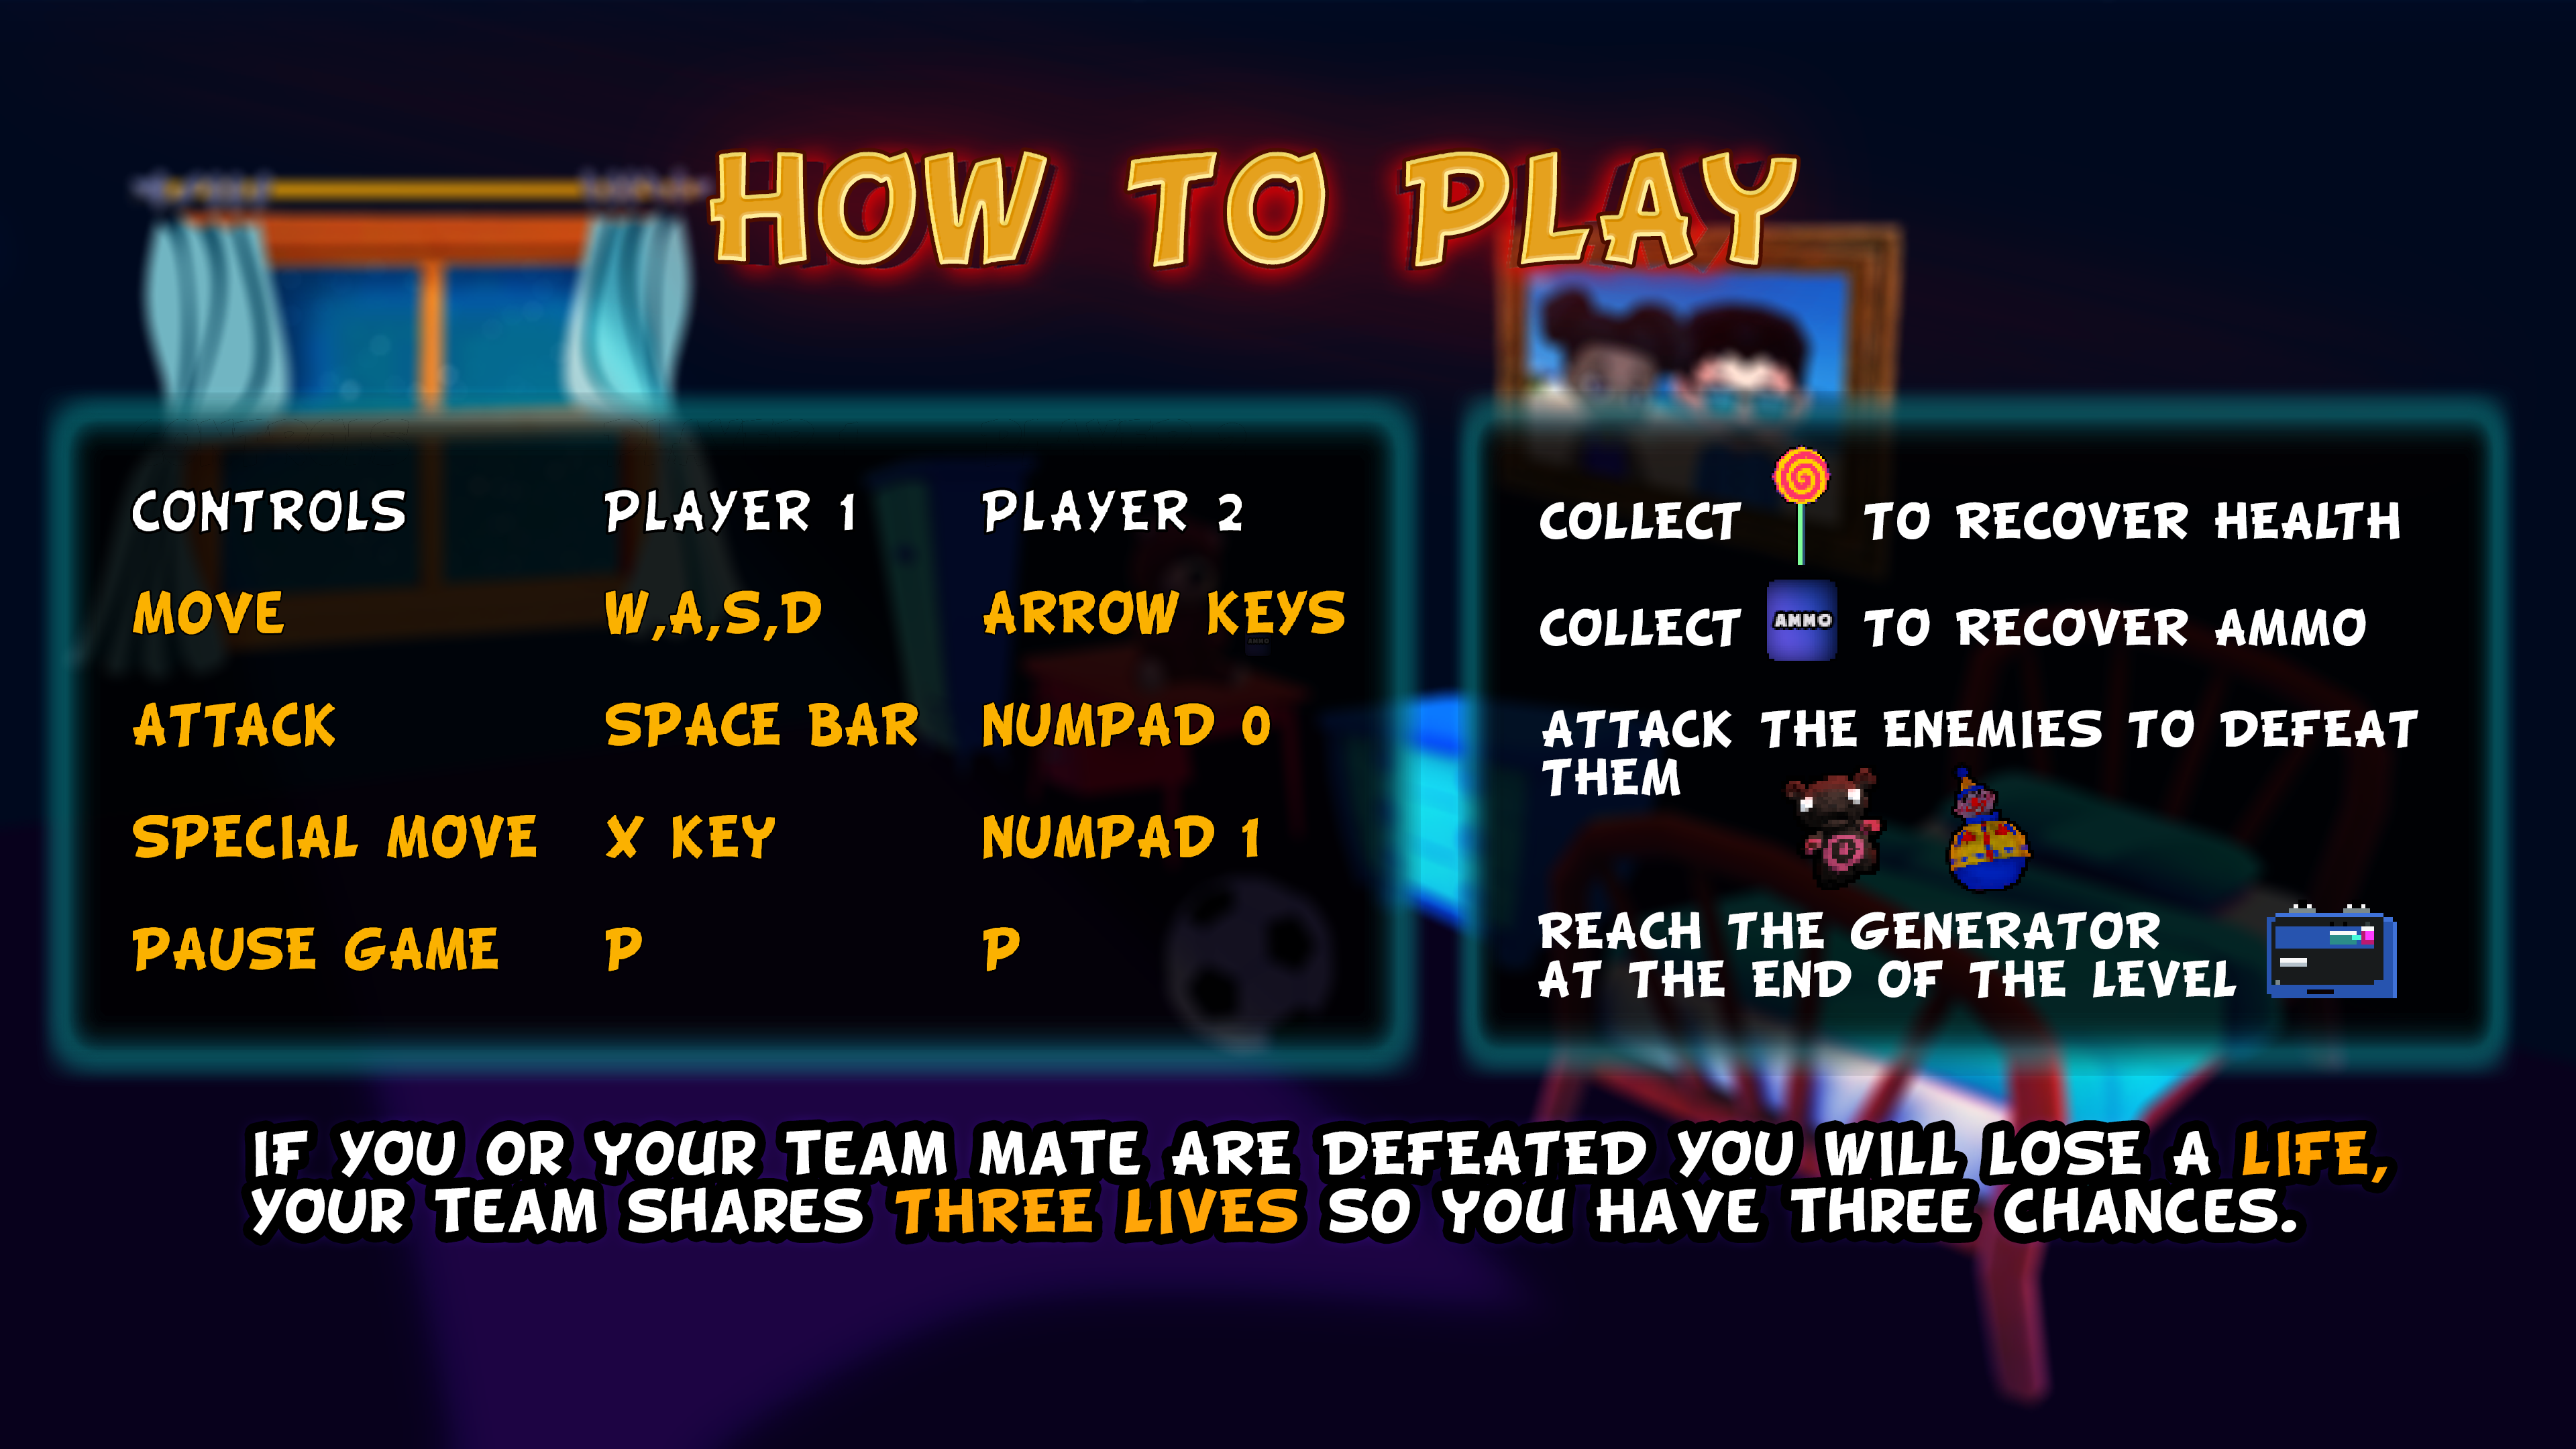 HOW TO PLAY
CONTROLS PLAYER 1 PLAYER 2
MOVE W,A,S,D ARROW KEYS
ATTACK SPACE BAR NUMPAD 0
SPECIAL MOVE X KEY NUMPAD 1
PAUSE GAME P P
COLLECT TO RECOVER HEALTH
COLLECT AMMO TO RECOVER AMMO
ATTACK THE ENEMIES TO DEFEAT
THEM
REACH THE GENERATOR
AT THE END OF THE LEVEL
IF YOU OR YOUR TEAM MATE ARE DEFEATED YOU WILL LOSE A LIFE,
YOUR TEAM SHARES THREE LIVES SO YOU HAVE THREE CHANCES.